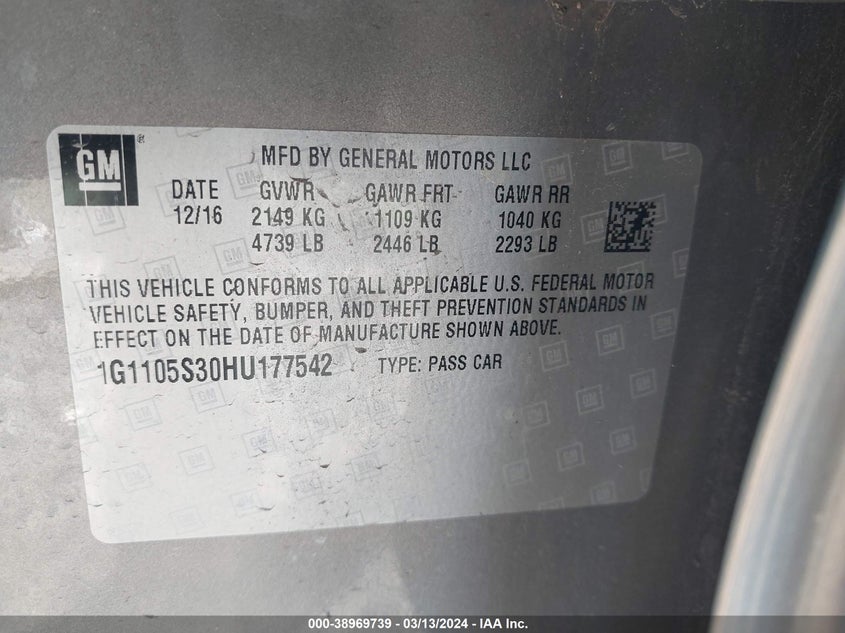 GM ® MFD BY GENERAL MOTORS LLC
DATE GVWR GAWR FRT GAWR RR
12/16 2149 KG 1109 KG 1040 KG
4739 LB 2446 LB 2293 LB
THIS VEHICLE CONFORMS TO ALL APPLICABLE U.S. FEDERAL MOTOR
VEHICLE SAFETY, BUMPER, AND THEFT PREVENTION STANDARDS IN
EFFECT ON THE DATE OF MANUFACTURE SHOWN ABOVE.
1G1105S30HU177542 TYPE: PASS CAR
000-38969739 - 03/13/2024 - IAA Inc.